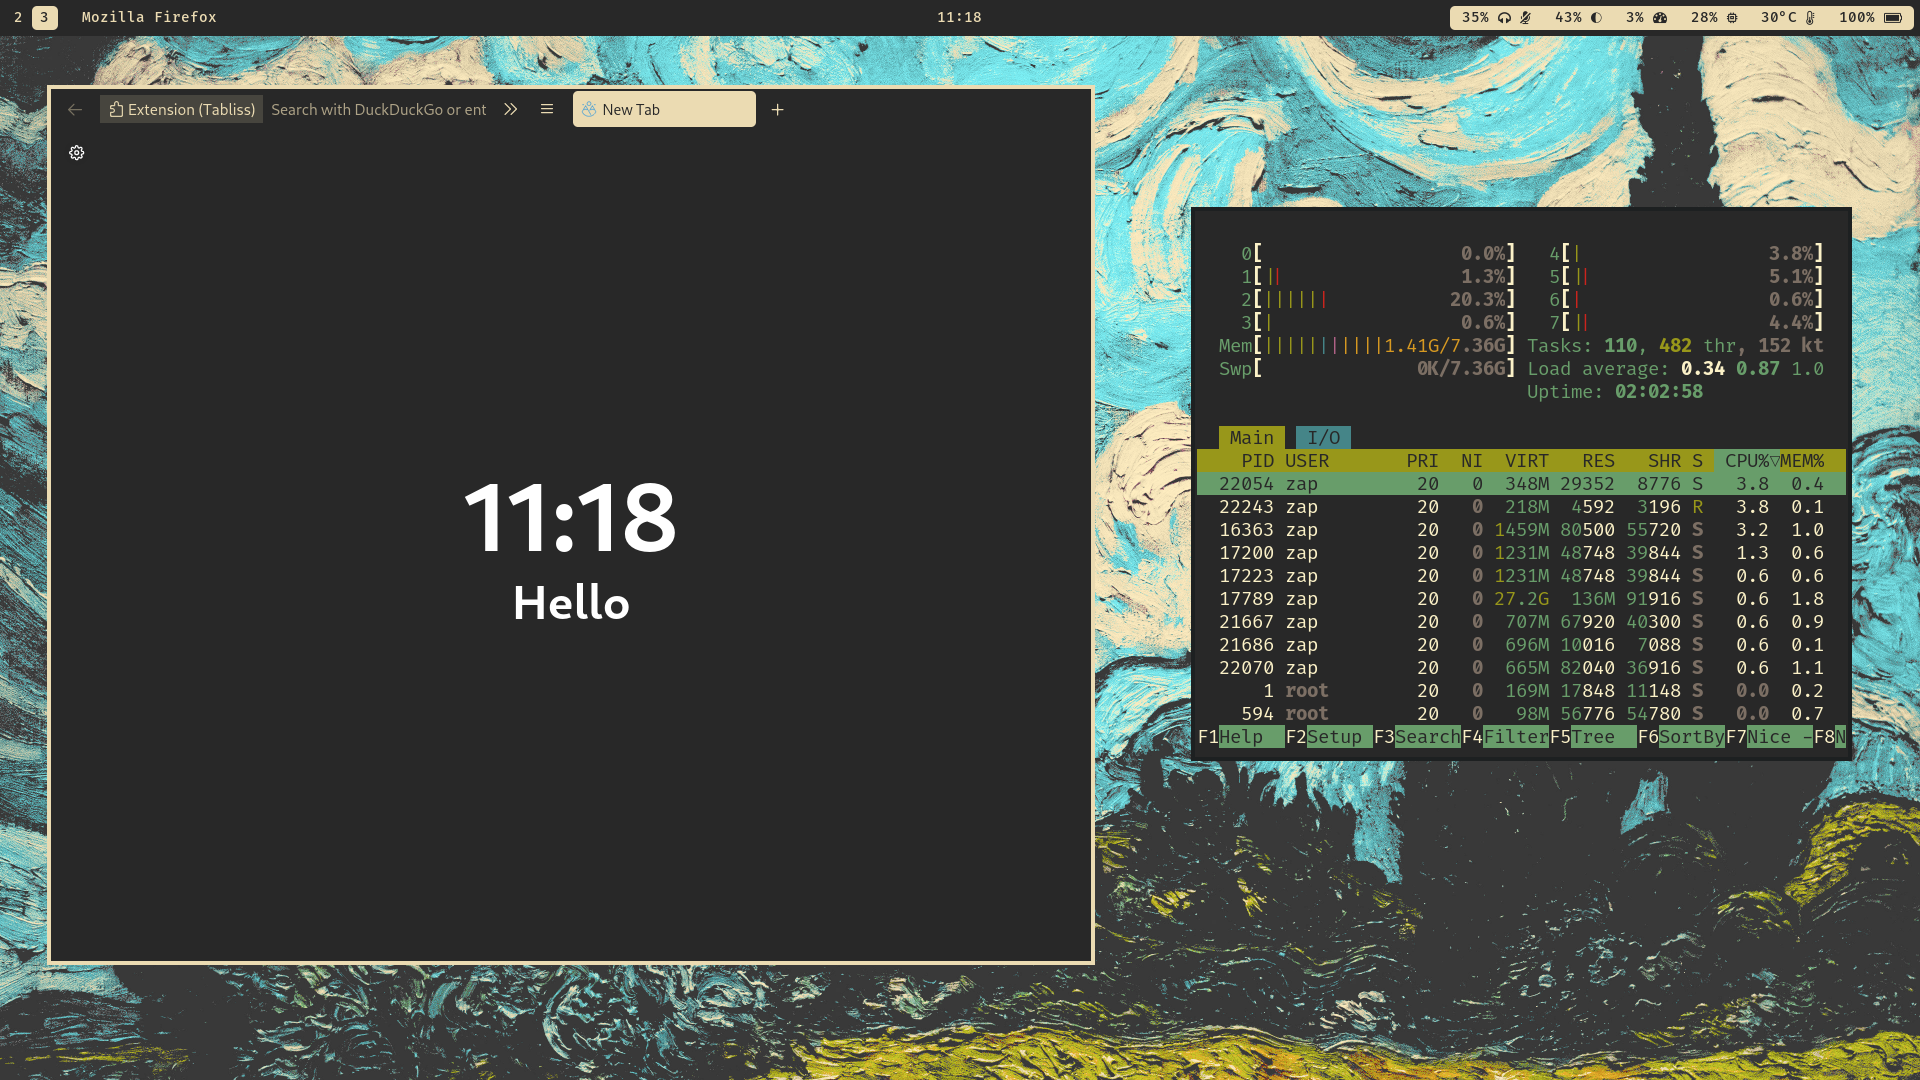 2 3 Mozilla Firefox 11:18 35% 43% 3% 28% 30°C 100%
Extension (Tabliss) Search with DuckDuckGo or ent New Tab
11:18
Hello
0[ 0.0%] 4[| 3.8%]
1[|| 1.3%] 5[|| 5.1%]
2[|||||| 20.3%] 6[| 0.6%]
3[| 0.6%] 7[|| 4.4%]
Mem[|||||||||||1.41G/7.36G] Tasks: 110, 482 thr, 152 kt
Swp[ 0K/7.36G] Load average: 0.34 0.87 1.0
Uptime: 02:02:58
Main I/O
PID USER PRI NI VIRT RES SHR S CPU%▽MEM%
22054 zap 20 0 348M 29352 8776 S 3.8 0.4
22243 zap 20 0 218M 4592 3196 R 3.8 0.1
16363 zap 20 0 1459M 80500 55720 S 3.2 1.0
17200 zap 20 0 1231M 48748 39844 S 1.3 0.6
17223 zap 20 0 1231M 48748 39844 S 0.6 0.6
17789 zap 20 0 27.2G 136M 91916 S 0.6 1.8
21667 zap 20 0 707M 67920 40300 S 0.6 0.9
21686 zap 20 0 696M 10016 7088 S 0.6 0.1
22070 zap 20 0 665M 82040 36916 S 0.6 1.1
1 root 20 0 169M 17848 11148 S 0.0 0.2
594 root 20 0 98M 56776 54780 S 0.0 0.7
F1Help F2Setup F3SearchF4FilterF5Tree F6SortByF7Nice -F8N